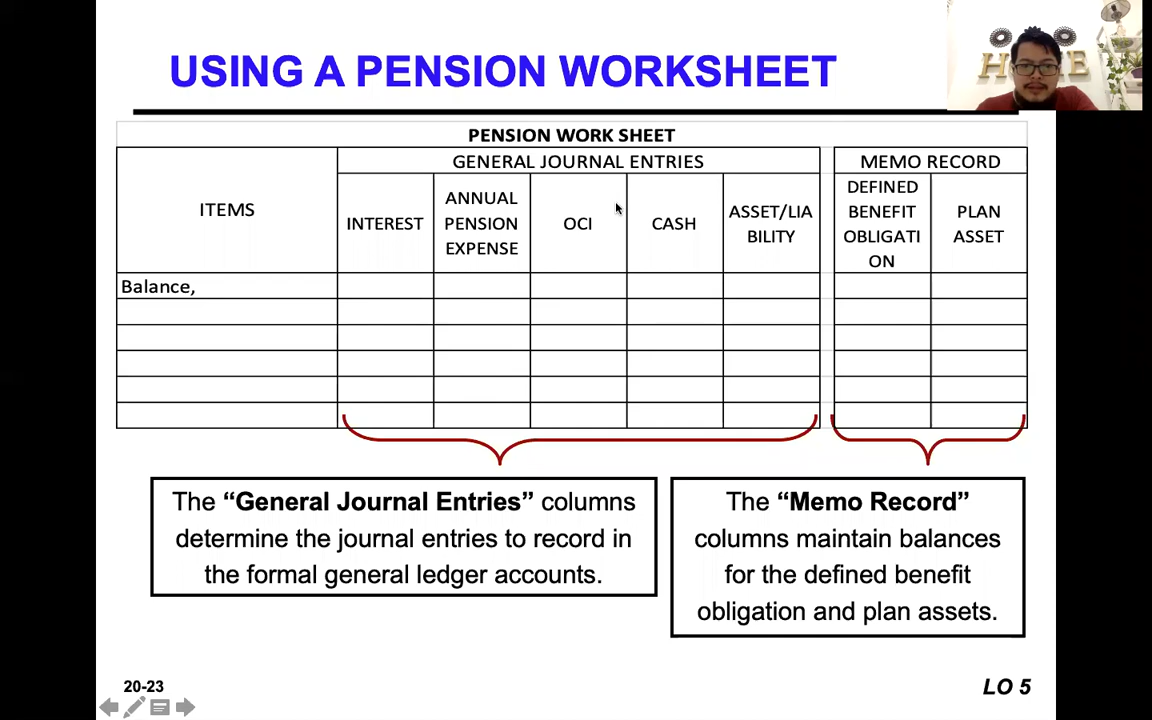 USING A PENSION WORKSHEET
HOME
PENSION WORK SHEET
GENERAL JOURNAL ENTRIES
MEMO RECORD
ITEMS
INTEREST
ANNUAL
PENSION
EXPENSE
OCI
CASH
ASSET/LIA
BILITY
DEFINED
BENEFIT
OBLIGATI
ON
PLAN
ASSET
Balance,
The “General Journal Entries” columns
determine the journal entries to record in
the formal general ledger accounts.
The “Memo Record”
columns maintain balances
for the defined benefit
obligation and plan assets.
20-23
LO 5